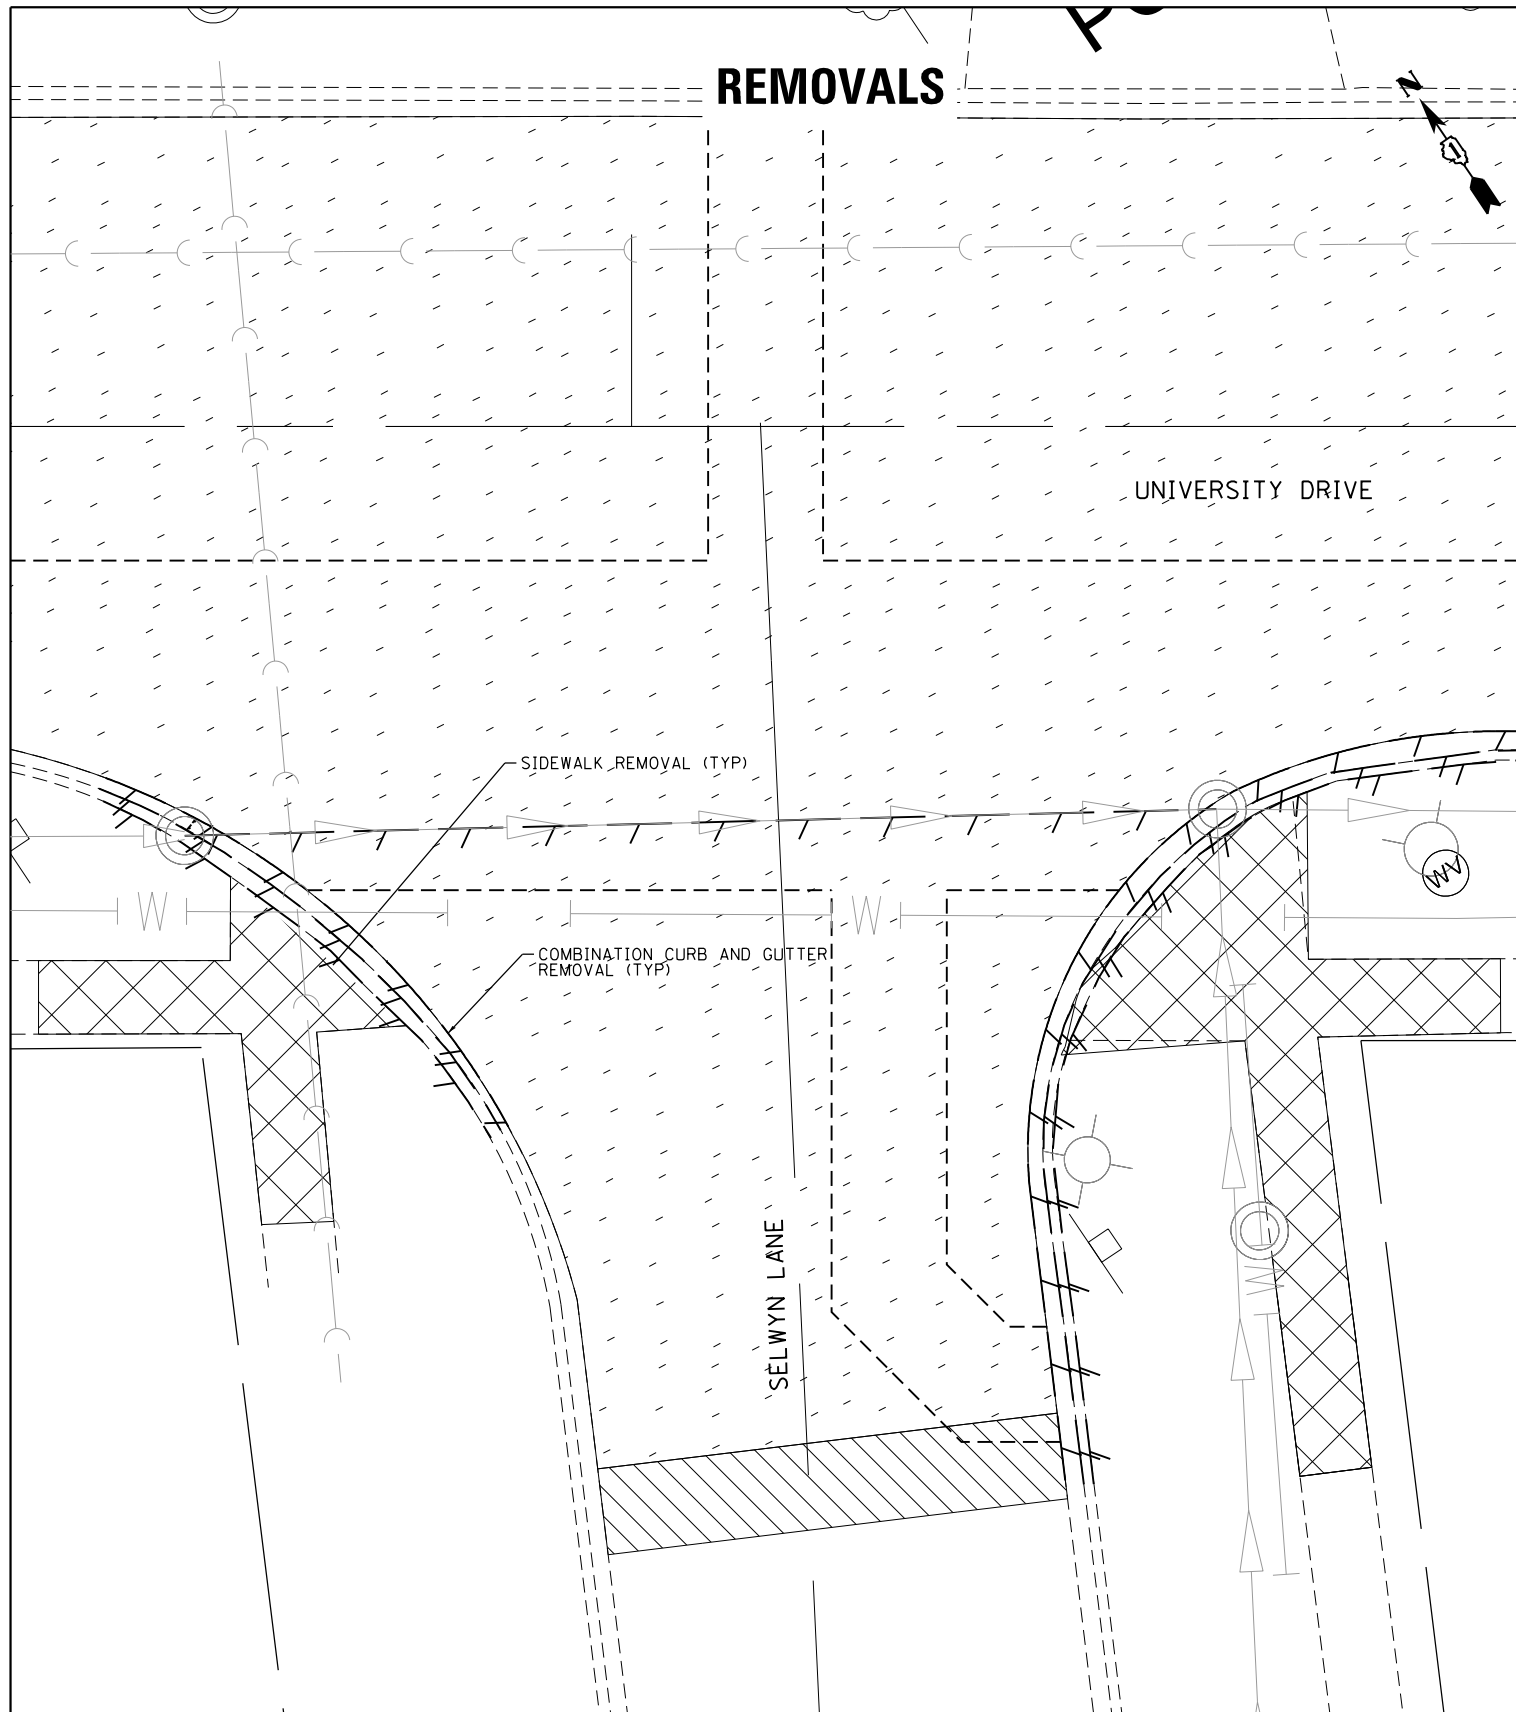 REMOVALS
N
UNIVERSITY DRIVE
SIDEWALK REMOVAL (TYP)
W
W
WV
COMBINATION CURB AND GUTTER
REMOVAL (TYP)
SELWYN LANE
W